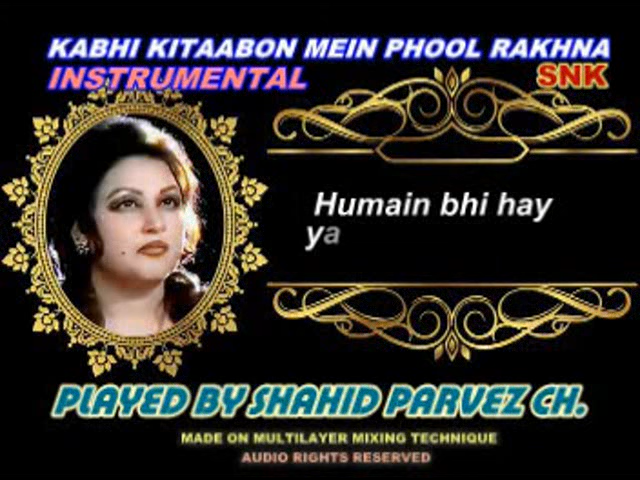 KABHI KITAABON MEIN PHOOL RAKHNA
INSTRUMENTAL
SNK
Humain bhi hay
ya
PLAYED BY SHAHID PARVEZ CH.
MADE ON MULTILAYER MIXING TECHNIQUE
AUDIO RIGHTS RESERVED